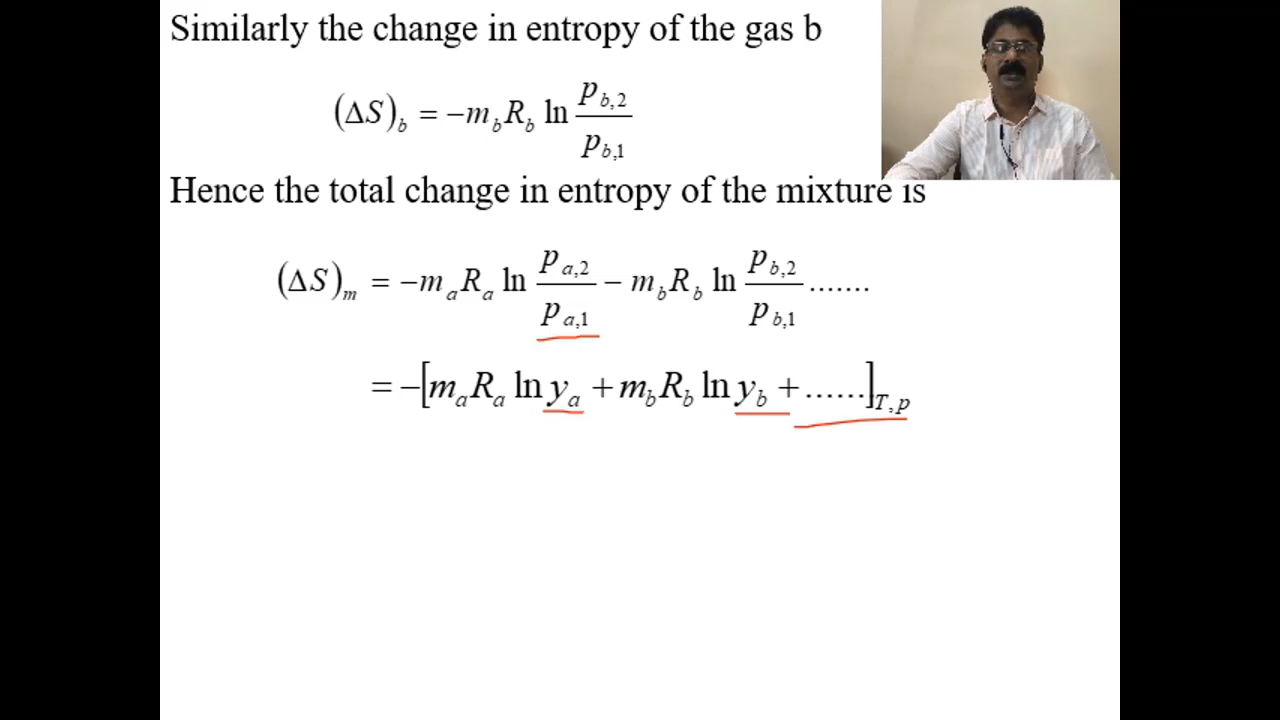 Similarly the change in entropy of the gas b
(ΔS)_b = −m_b R_b ln p_{b,2} / p_{b,1}
Hence the total change in entropy of the mixture is
(ΔS)_m = −m_a R_a ln p_{a,2} / p_{a,1} − m_b R_b ln p_{b,2} / p_{b,1} .......
= −[m_a R_a ln y_a + m_b R_b ln y_b + ......]_{T,p}